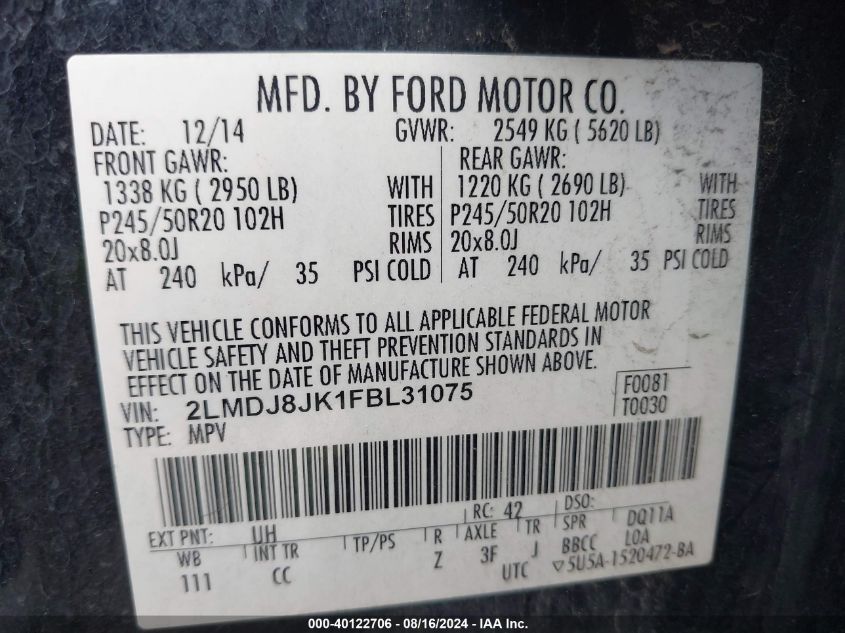 MFD. BY FORD MOTOR CO.
DATE: 12/14 GVWR: 2549 KG ( 5620 LB)
FRONT GAWR: REAR GAWR:
1338 KG ( 2950 LB) WITH 1220 KG ( 2690 LB) WITH
P245/50R20 102H TIRES P245/50R20 102H TIRES
20x8.0J RIMS 20x8.0J RIMS
AT 240 kPa/ 35 PSI COLD AT 240 kPa/ 35 PSI COLD
THIS VEHICLE CONFORMS TO ALL APPLICABLE FEDERAL MOTOR
VEHICLE SAFETY AND THEFT PREVENTION STANDARDS IN
EFFECT ON THE DATE OF MANUFACTURE SHOWN ABOVE.
VIN: 2LMDJ8JK1FBL31075 F0081
TYPE: MPV T0030
EXT PNT: UH RC: 42 DSO:
WB INT TR TP/PS R AXLE TR SPR DQ11A
111 CC Z 3F J BBCC LOA
UTC ▽5U5A-1520472-BA
000-40122706 - 08/16/2024 - IAA Inc.